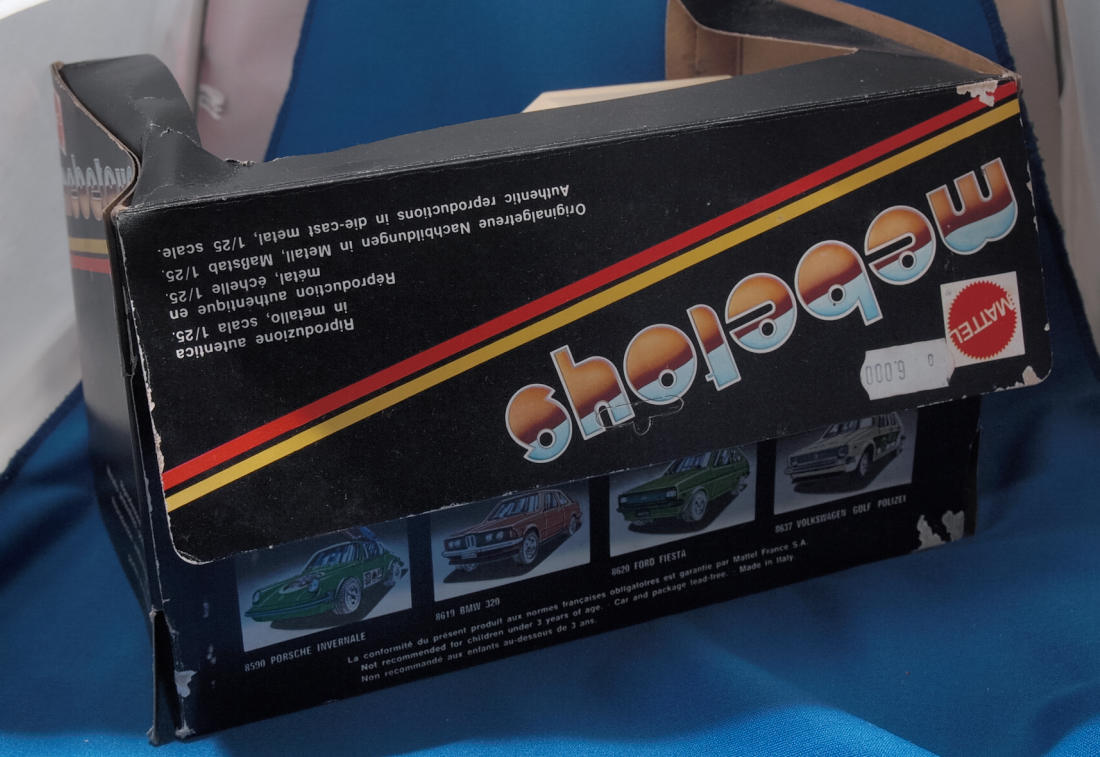 MATTEL
6.000
mebetoys
Riproduzione autentica
in metallo, scala 1/25.
Réproduction authentique en
métal, échelle 1/25.
Originalgetreue Nachbildungen in Metall, Maßstab 1/25.
Authentic reproductions in die-cast metal, 1/25 scale.
mebetoys
8590 PORSCHE INVERNALE
8619 BMW 320
8620 FORD FIESTA
8637 VOLKSWAGEN GOLF POLIZEI
La conformité du présent produit aux normes françaises obligatoires est garantie par Mattel France S.A.
Not recommended for children under 3 years of age. . Car and package lead-free. . Made in Italy.
Non recommandé aux enfants au-dessous de 3 ans.